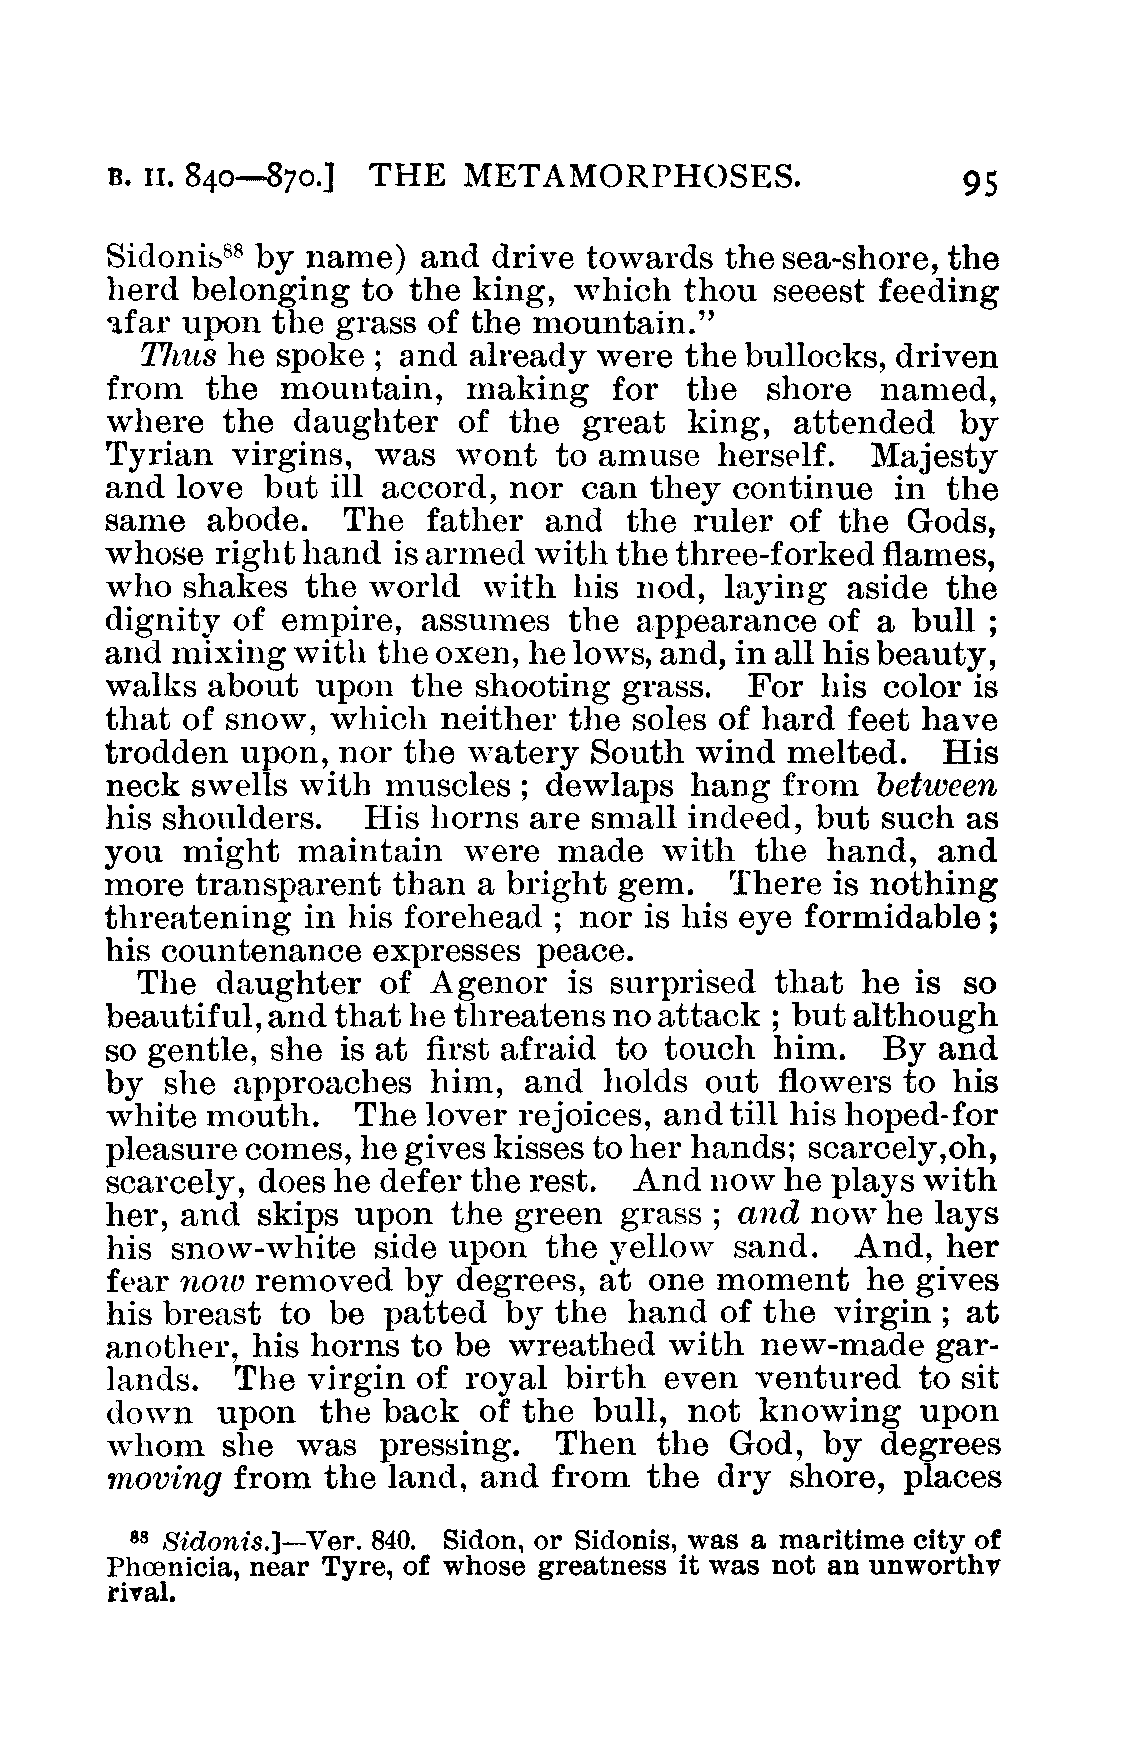 B. II. 840—870.] THE METAMORPHOSES. 95
Sidonis⁸⁸ by name) and drive towards the sea-shore, the
herd belonging to the king, which thou seeest feeding
afar upon the grass of the mountain.”
Thus he spoke ; and already were the bullocks, driven
from the mountain, making for the shore named,
where the daughter of the great king, attended by
Tyrian virgins, was wont to amuse herself. Majesty
and love but ill accord, nor can they continue in the
same abode. The father and the ruler of the Gods,
whose right hand is armed with the three-forked flames,
who shakes the world with his nod, laying aside the
dignity of empire, assumes the appearance of a bull ;
and mixing with the oxen, he lows, and, in all his beauty,
walks about upon the shooting grass. For his color is
that of snow, which neither the soles of hard feet have
trodden upon, nor the watery South wind melted. His
neck swells with muscles ; dewlaps hang from between
his shoulders. His horns are small indeed, but such as
you might maintain were made with the hand, and
more transparent than a bright gem. There is nothing
threatening in his forehead ; nor is his eye formidable ;
his countenance expresses peace.
The daughter of Agenor is surprised that he is so
beautiful, and that he threatens no attack ; but although
so gentle, she is at first afraid to touch him. By and
by she approaches him, and holds out flowers to his
white mouth. The lover rejoices, and till his hoped-for
pleasure comes, he gives kisses to her hands; scarcely,oh,
scarcely, does he defer the rest. And now he plays with
her, and skips upon the green grass ; and now he lays
his snow-white side upon the yellow sand. And, her
fear now removed by degrees, at one moment he gives
his breast to be patted by the hand of the virgin ; at
another, his horns to be wreathed with new-made gar-
lands. The virgin of royal birth even ventured to sit
down upon the back of the bull, not knowing upon
whom she was pressing. Then the God, by degrees
moving from the land, and from the dry shore, places
⁸⁸ Sidonis.]—Ver. 840. Sidon, or Sidonis, was a maritime city of
Phœnicia, near Tyre, of whose greatness it was not an unworthy
rival.